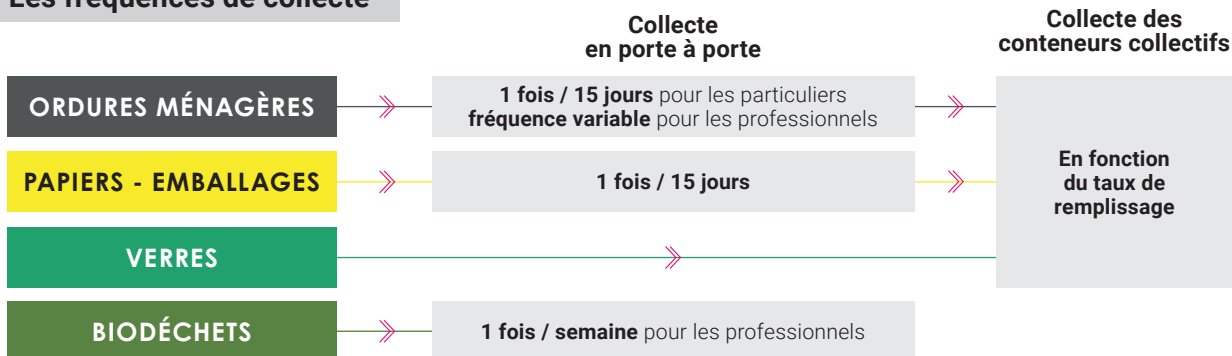 Les fréquences de collecte
Collecte
en porte à porte
Collecte des
conteneurs collectifs
ORDURES MÉNAGÈRES
1 fois / 15 jours pour les particuliers
fréquence variable pour les professionnels
PAPIERS - EMBALLAGES
1 fois / 15 jours
En fonction
du taux de
remplissage
VERRES
BIODÉCHETS
1 fois / semaine pour les professionnels